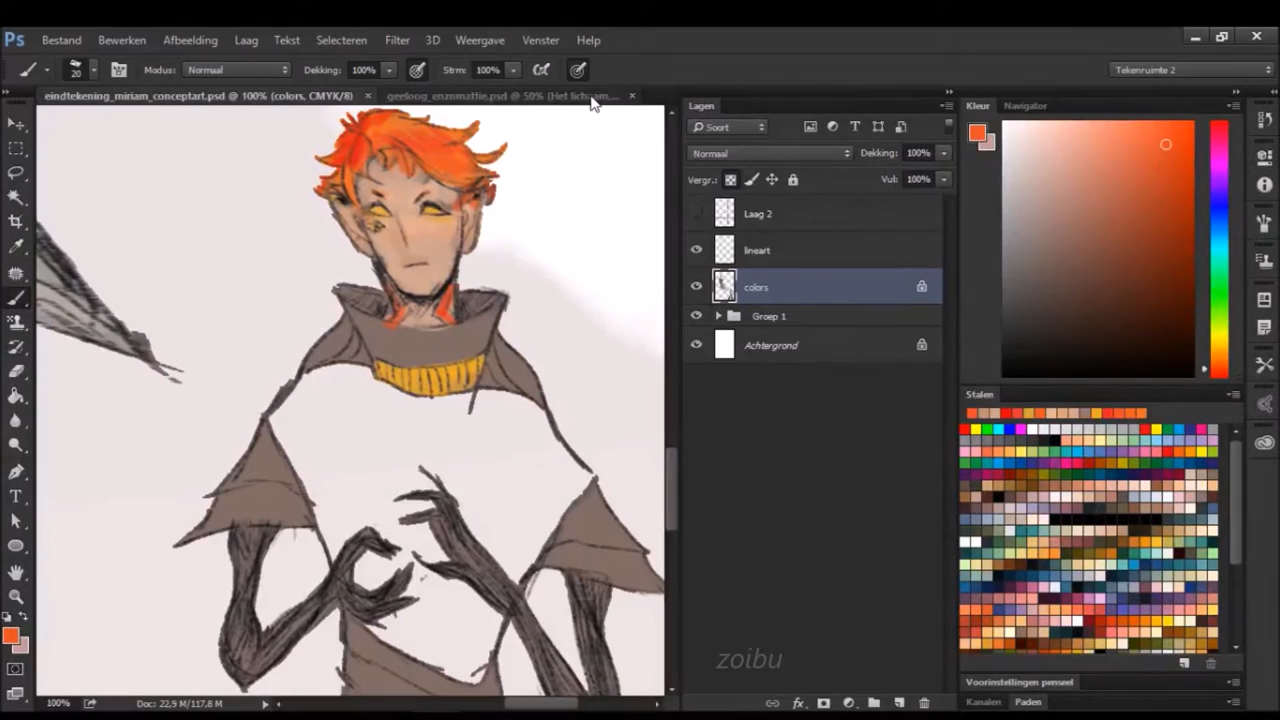 Ps Bestand Bewerken Afbeelding Laag Tekst Selecteren Filter 3D Weergave Venster Help
20 Modus: Normaal Dekking: 100% Strm: 100% Tekenruimte 2
eindtekening_miriam_conceptart.psd @ 100% (colors, CMYK/8) × geeloog_enzomaffie.psd @ 50% (Het lichaam, ... ×
Lagen
Kleur Navigator
Soort
Normaal Dekking: 100%
Vergr.: Vul: 100%
Laag 2
lineart
colors
Groep 1
Achtergrond
Stalen
zoibu
Voorinstellingen penseel
Kanalen Paden
100% Doc: 22,9 M/117,8 M